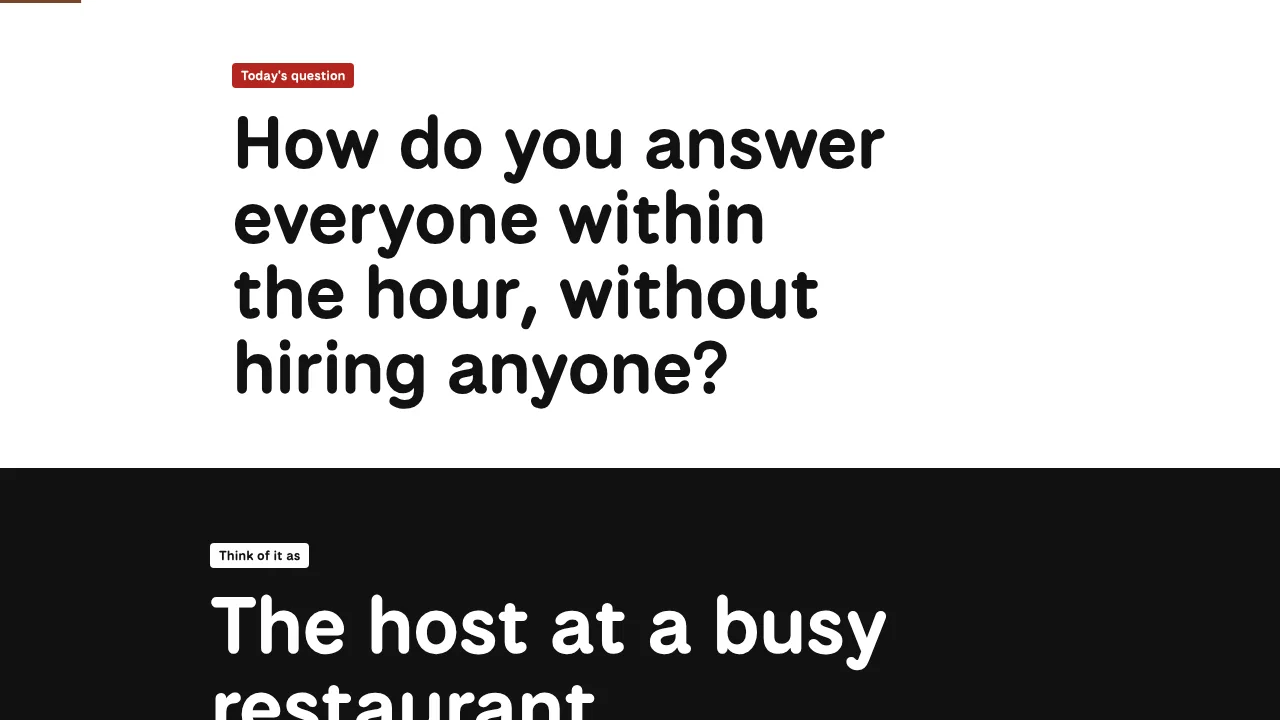 Today's question
How do you answer
everyone within
the hour, without
hiring anyone?
Think of it as
The host at a busy
restaurant